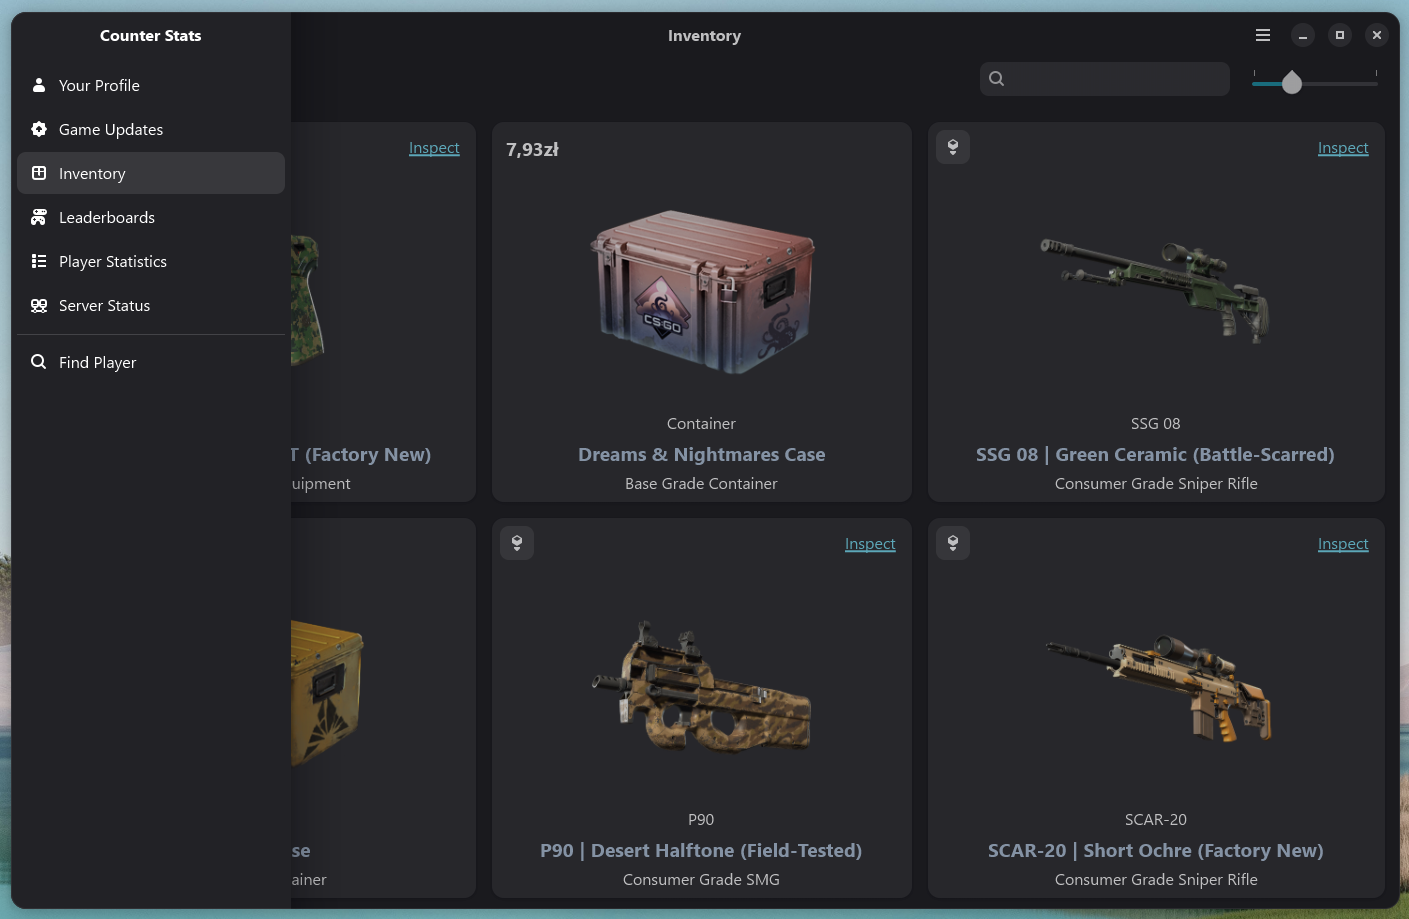 Counter Stats
Your Profile
Game Updates
Inventory
Leaderboards
Player Statistics
Server Status
Find Player
Inventory
Inspect
T (Factory New)
uipment
7,93zł
CS:GO
Container
Dreams & Nightmares Case
Base Grade Container
Inspect
SSG 08
SSG 08 | Green Ceramic (Battle-Scarred)
Consumer Grade Sniper Rifle
se
ainer
Inspect
P90
P90 | Desert Halftone (Field-Tested)
Consumer Grade SMG
Inspect
SCAR-20
SCAR-20 | Short Ochre (Factory New)
Consumer Grade Sniper Rifle